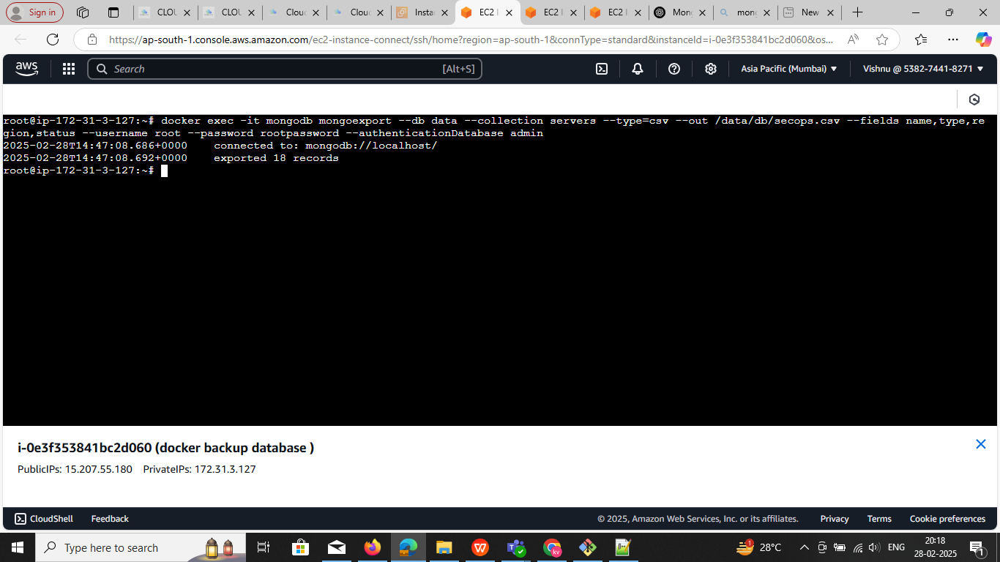 Sign in
CLOU
CLOU
Cloud
Cloud
Instan
EC2 I
EC2 I
EC2 I
Mong
mong
New
https://ap-south-1.console.aws.amazon.com/ec2-instance-connect/ssh/home?region=ap-south-1&connType=standard&instanceId=i-0e3f353841bc2d060&os...
aws
Search
[Alt+S]
Asia Pacific (Mumbai)
Vishnu @ 5382-7441-8271
root@ip-172-31-3-127:~# docker exec -it mongodb mongoexport --db data --collection servers --type=csv --out /data/db/secops.csv --fields name,type,re
gion,status --username root --password rootpassword --authenticationDatabase admin
2025-02-28T14:47:08.686+0000    connected to: mongodb://localhost/
2025-02-28T14:47:08.692+0000    exported 18 records
root@ip-172-31-3-127:~#
i-0e3f353841bc2d060 (docker backup database )
PublicIPs: 15.207.55.180    PrivateIPs: 172.31.3.127
CloudShell
Feedback
© 2025, Amazon Web Services, Inc. or its affiliates.
Privacy
Terms
Cookie preferences
Type here to search
28°C
ENG
20:18
28-02-2025
1